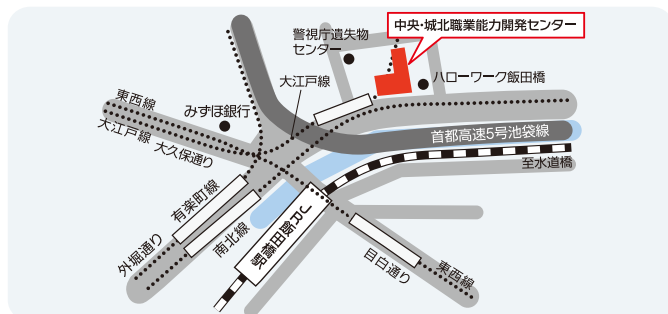 中央・城北職業能力開発センター
警視庁遺失物
センター
ハローワーク飯田橋
大江戸線
東西線
みずほ銀行
大江戸線 大久保通り
首都高速5号池袋線
至水道橋
有楽町線
外堀通り
南北線
JR飯田橋駅
目白通り
東西線